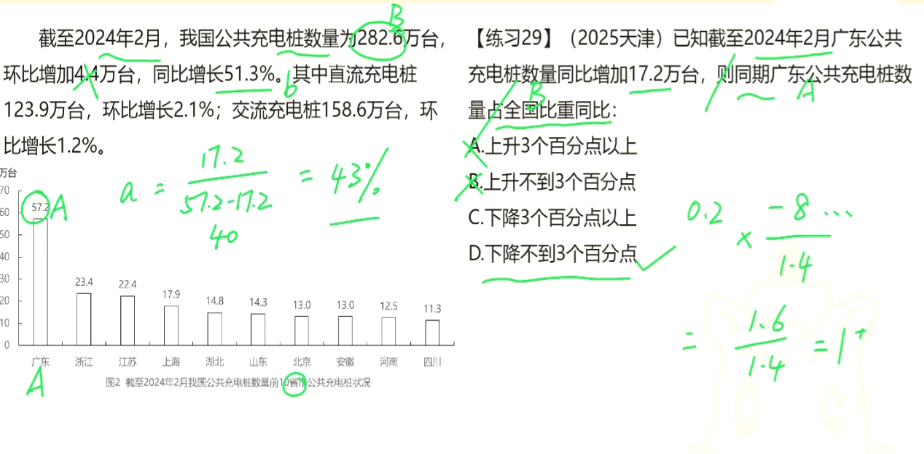 截至2024年2月，我国公共充电桩数量为282.6万台，
环比增加4.4万台，同比增长51.3%。其中直流充电桩
123.9万台，环比增长2.1%；交流充电桩158.6万台，环
比增长1.2%。
B
b
万台
70
60
50
40
30
20
10
0
57.2
23.4
22.4
17.9
14.8
14.3
13.0
13.0
12.5
11.3
广东
浙江
江苏
上海
湖北
山东
北京
安徽
河南
四川
图2 截至2024年2月我国公共充电桩数量前10省市公共充电桩状况
A
A
a = 17.2 / 57.2-17.2 = 43%
40
【练习29】（2025天津）已知截至2024年2月广东公共
充电桩数量同比增加17.2万台，则同期广东公共充电桩数
量占全国比重同比：
A.上升3个百分点以上
B.上升不到3个百分点
C.下降3个百分点以上
D.下降不到3个百分点
B
A
0.2 × -8... / 1.4
= 1.6 / 1.4 = 1+